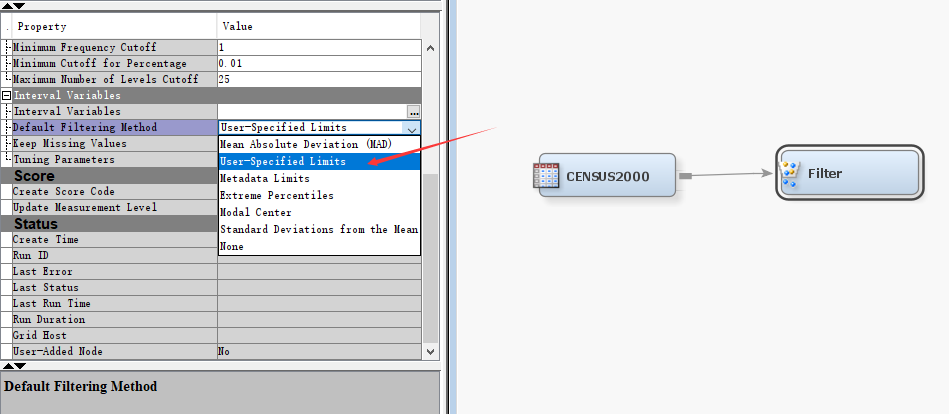 . Property Value
Minimum Frequency Cutoff 1
Minimum Cutoff for Percentage 0.01
Maximum Number of Levels Cutoff 25
Interval Variables
Interval Variables ...
Default Filtering Method User-Specified Limits
Keep Missing Values Mean Absolute Deviation (MAD)
Tuning Parameters User-Specified Limits
Score Metadata Limits
Create Score Code Extreme Percentiles
Update Measurement Level Modal Center
Status Standard Deviations from the Mean
Create Time None
Run ID
Last Error
Last Status
Last Run Time
Run Duration
Grid Host
User-Added Node No
Default Filtering Method
CENSUS2000
Filter